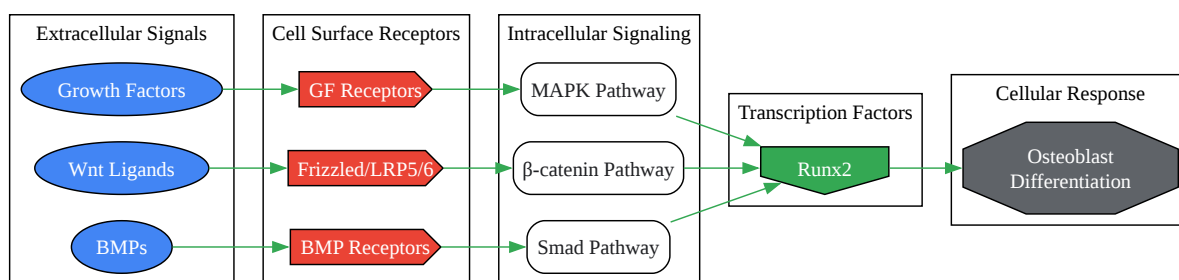 Extracellular Signals
Growth Factors
Wnt Ligands
BMPs
Cell Surface Receptors
GF Receptors
Frizzled/LRP5/6
BMP Receptors
Intracellular Signaling
MAPK Pathway
β-catenin Pathway
Smad Pathway
Transcription Factors
Runx2
Cellular Response
Osteoblast
Differentiation